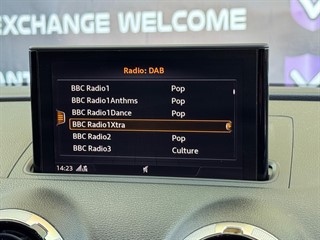 EXCHANGE WELCOME
Radio: DAB
BBC Radio1 Pop
BBC Radio1Anthms Pop
BBC Radio1Dance Pop
BBC Radio1Xtra
BBC Radio2 Pop
BBC Radio3 Culture
14:23